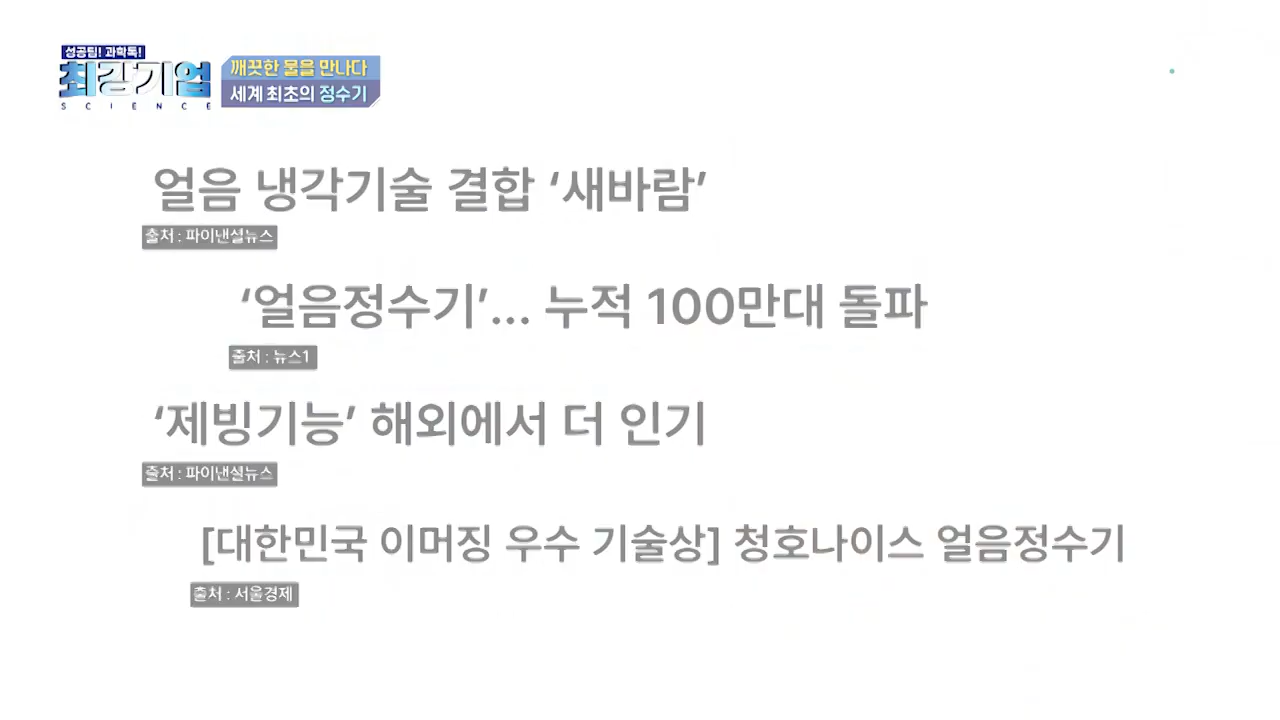 성공팀! 과학톡!
최강기업
SCIENCE
깨끗한 물을 만나다
세계 최초의 정수기
얼음 냉각기술 결합 ‘새바람’
출처 : 파이낸셜뉴스
‘얼음정수기’... 누적 100만대 돌파
출처 : 뉴스1
‘제빙기능’ 해외에서 더 인기
출처 : 파이낸셜뉴스
[대한민국 이머징 우수 기술상] 청호나이스 얼음정수기
출처 : 서울경제